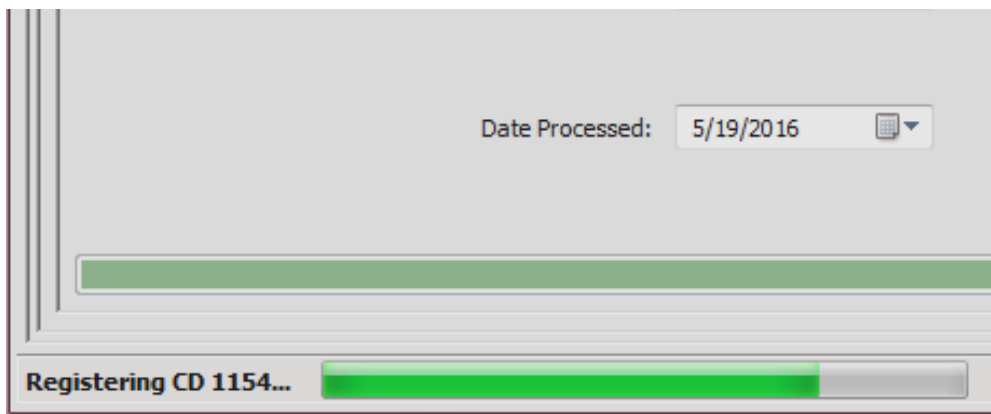 Date Processed: 5/19/2016
Registering CD 1154...